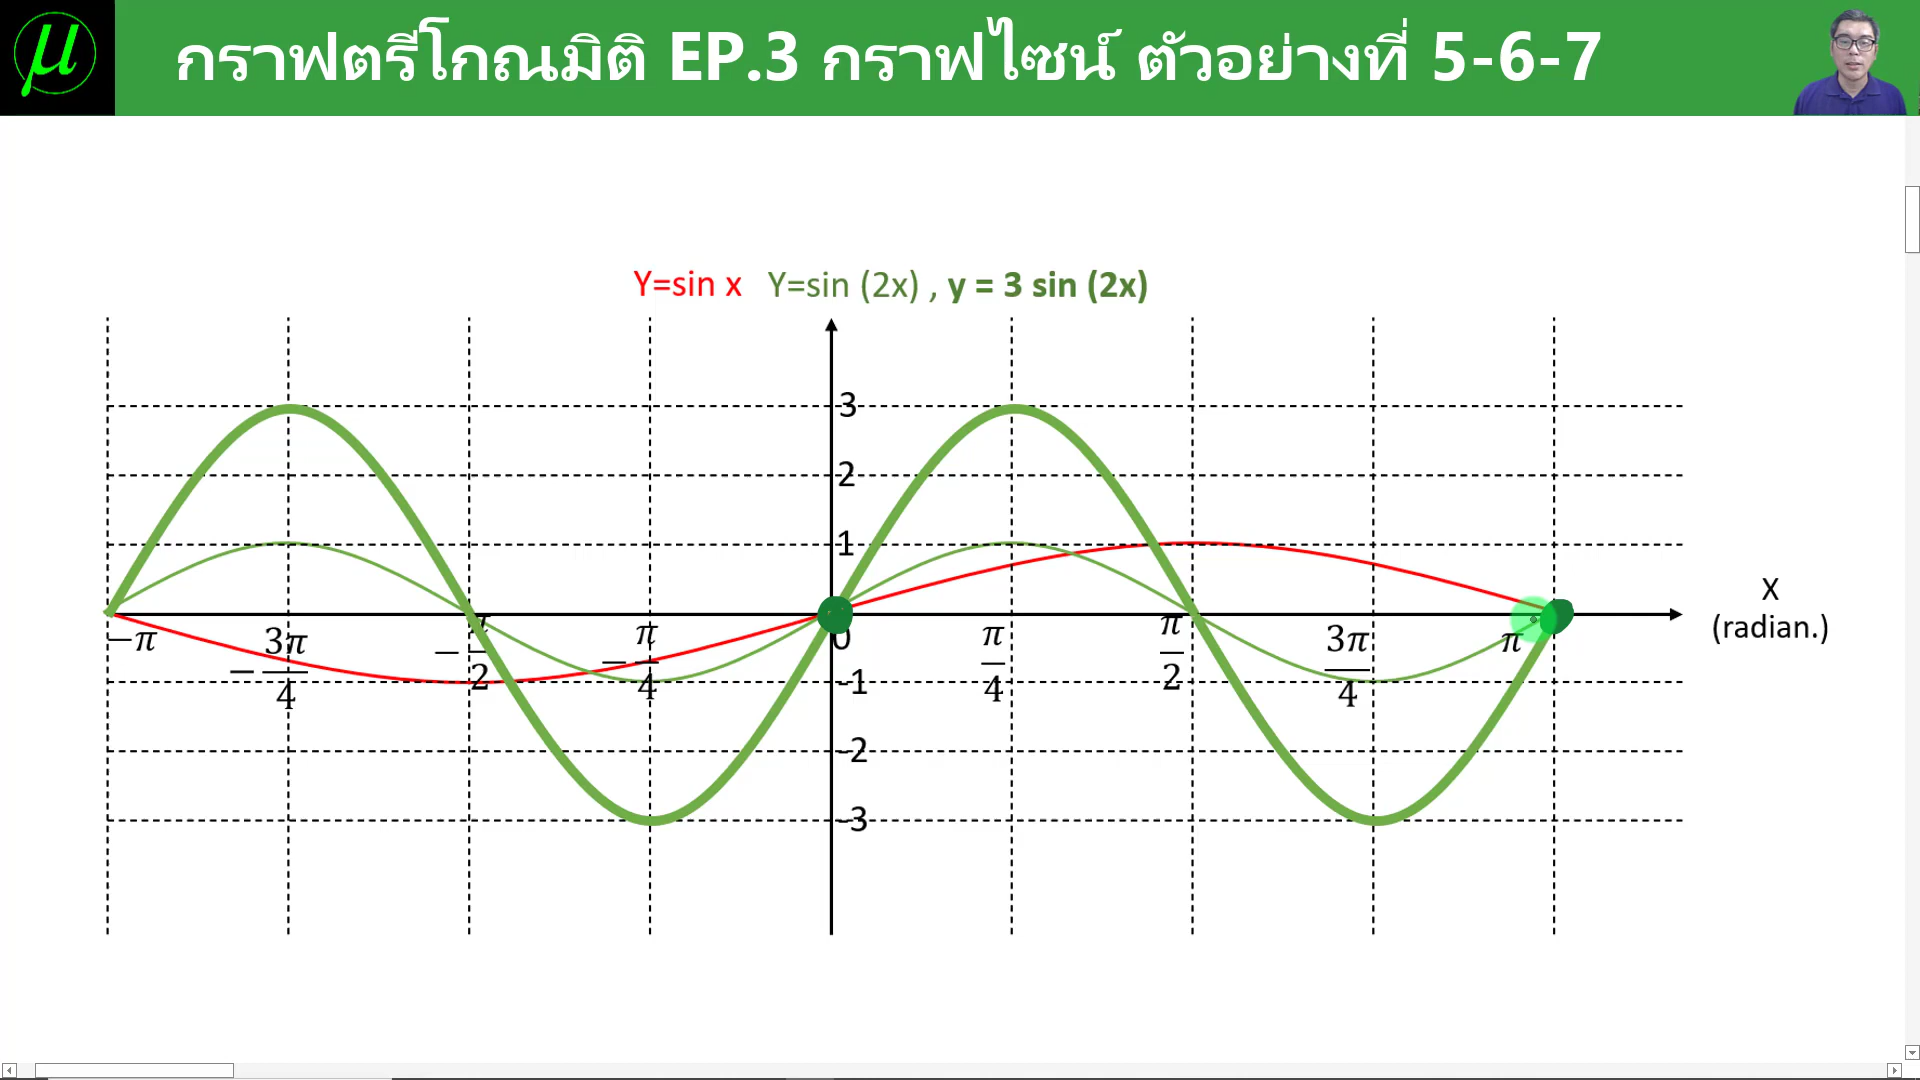 μ
กราฟตรีโกณมิติ EP.3 กราฟไซน์ ตัวอย่างที่ 5-6-7
Y=sin x Y=sin (2x) , y = 3 sin (2x)
3
2
1
0
-1
-2
-3
−π
−3π/4
−π/2
−π/4
π/4
π/2
3π/4
π
X
(radian.)